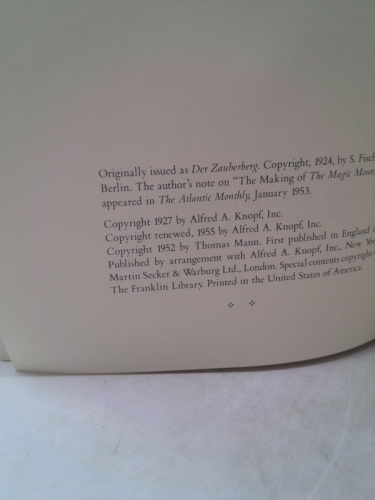 Originally issued as Der Zauberberg. Copyright, 1924, by S. Fisch
Berlin. The author's note on "The Making of The Magic Moun
appeared in The Atlantic Monthly, January 1953.
Copyright 1927 by Alfred A. Knopf, Inc.
Copyright renewed, 1955 by Alfred A. Knopf, Inc.
Copyright 1952 by Thomas Mann. First published in England
Published by arrangement with Alfred A. Knopf, Inc., New Yor
Martin Secker & Warburg Ltd., London. Special contents copyright
The Franklin Library. Printed in the United States of America.